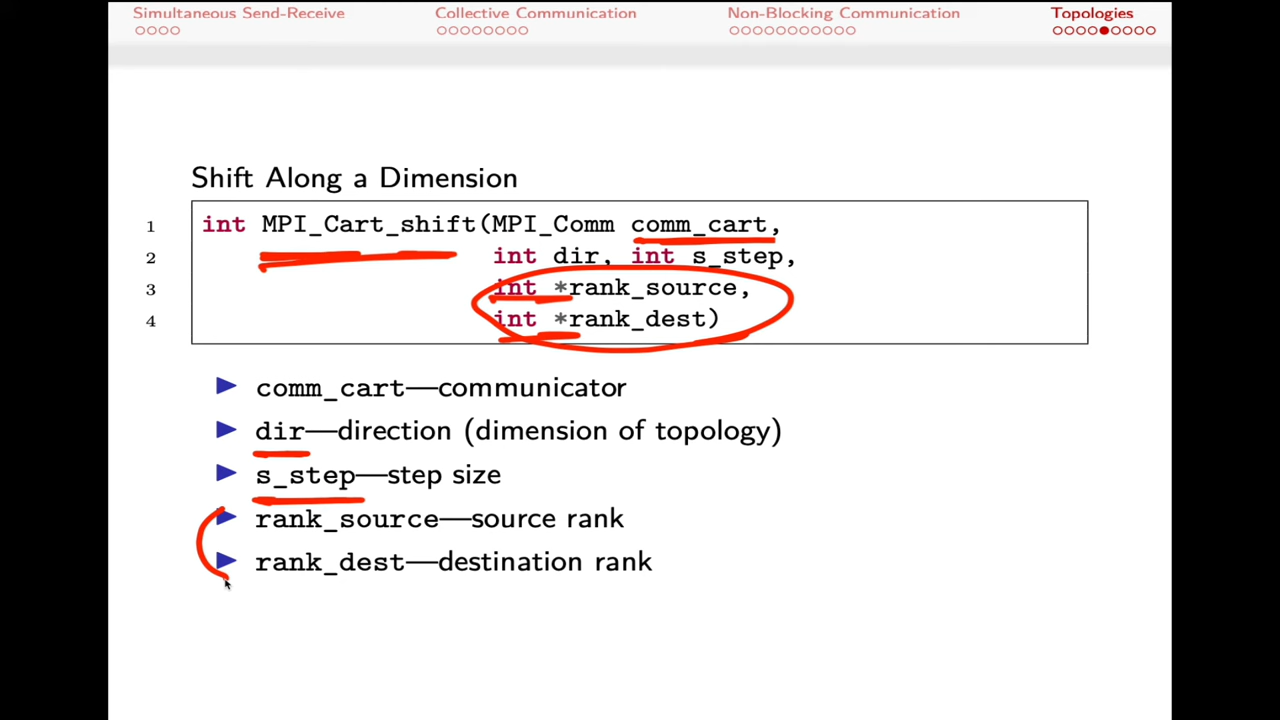 Simultaneous Send-Receive Collective Communication Non-Blocking Communication Topologies
Shift Along a Dimension
1 int MPI_Cart_shift(MPI_Comm comm_cart,
2 int dir, int s_step,
3 int *rank_source,
4 int *rank_dest)
comm_cart—communicator
dir—direction (dimension of topology)
s_step—step size
rank_source—source rank
rank_dest—destination rank